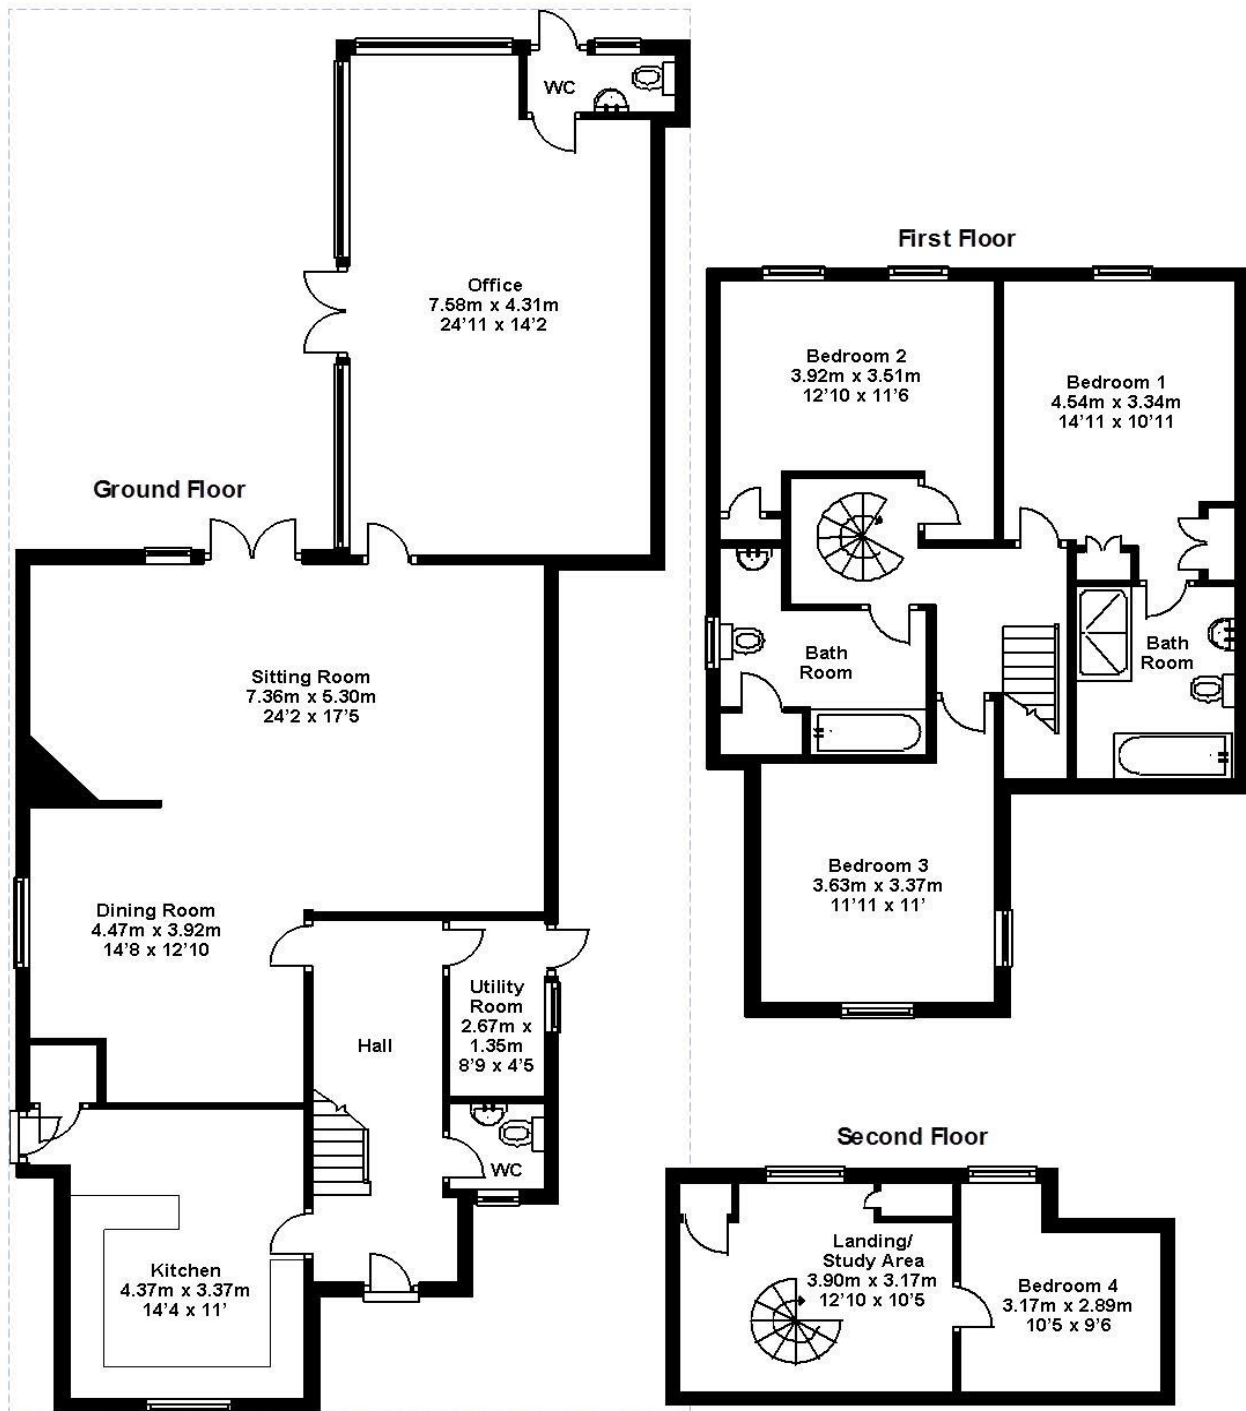 WC
Office
7.58m x 4.31m
24'11 x 14'2
Ground Floor
Sitting Room
7.36m x 5.30m
24'2 x 17'5
Dining Room
4.47m x 3.92m
14'8 x 12'10
Hall
Utility
Room
2.67m x
1.35m
8'9 x 4'5
WC
Kitchen
4.37m x 3.37m
14'4 x 11'
First Floor
Bedroom 2
3.92m x 3.51m
12'10 x 11'6
Bedroom 1
4.54m x 3.34m
14'11 x 10'11
Bath
Room
Bath
Room
Bedroom 3
3.63m x 3.37m
11'11 x 11'
Second Floor
Landing/
Study Area
3.90m x 3.17m
12'10 x 10'5
Bedroom 4
3.17m x 2.89m
10'5 x 9'6